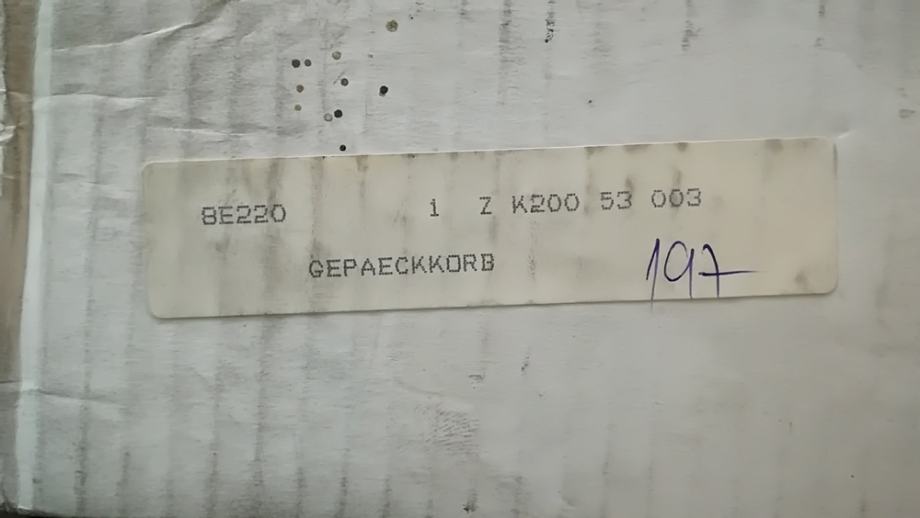 8E220 1 Z K200 53 003
GEPAECKKORB
197